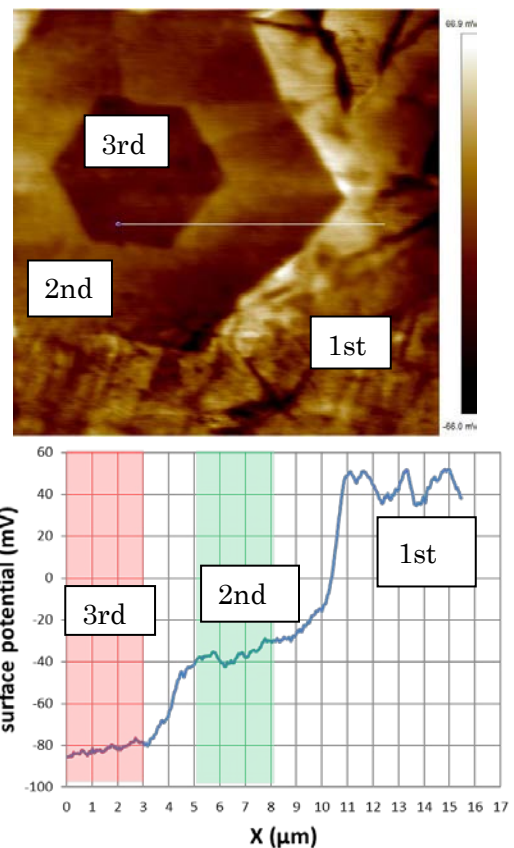 66.9 mV
3rd
2nd
1st
-66.0 mV
60
40
20
0
-20
-40
-60
-80
-100
surface potential (mV)
3rd
2nd
1st
0 1 2 3 4 5 6 7 8 9 10 11 12 13 14 15 16 17
X (μm)